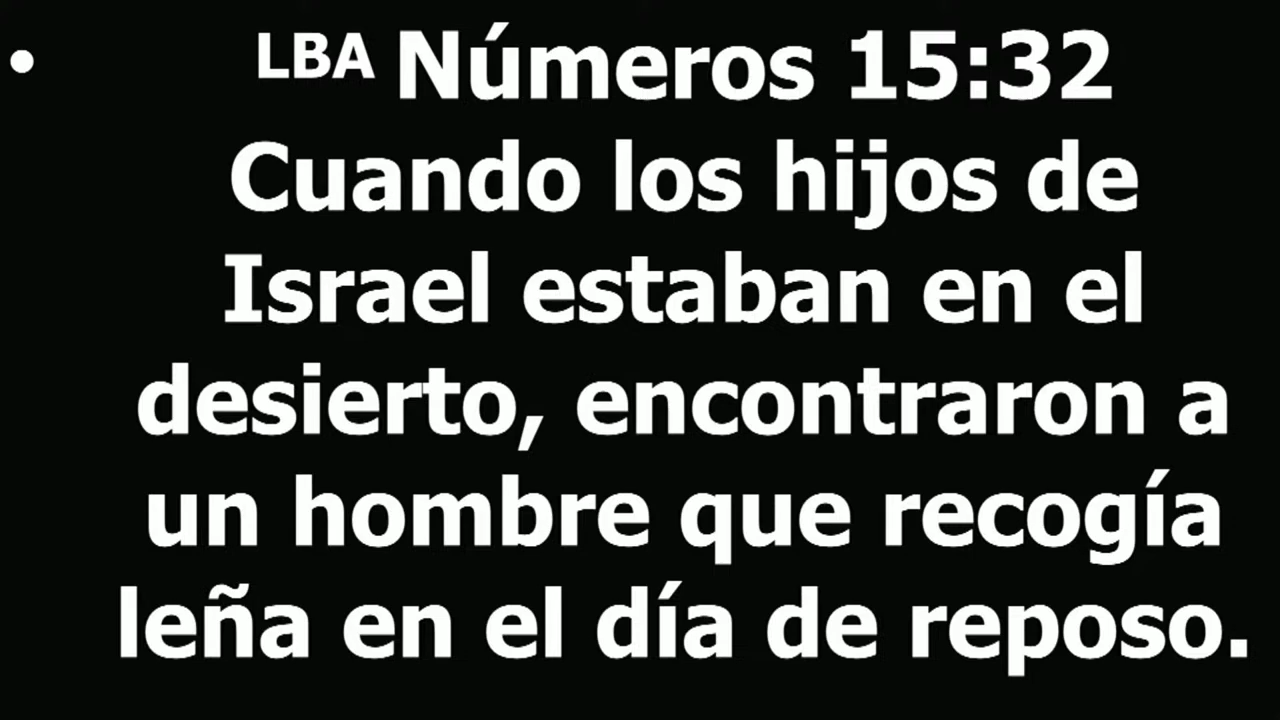 • LBA Números 15:32
Cuando los hijos de
Israel estaban en el
desierto, encontraron a
un hombre que recogía
leña en el día de reposo.